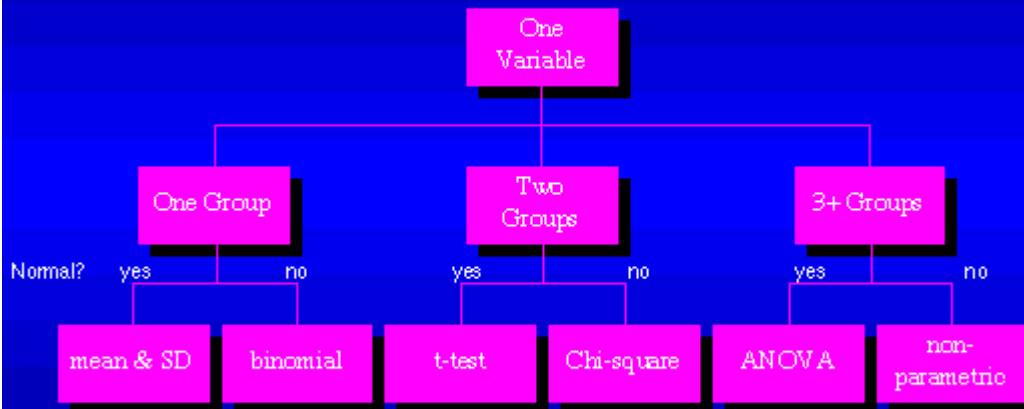 One
Variable
One Group
Two
Groups
3+ Groups
Normal? yes no yes no yes no
mean & SD
binomial
t-test
Chi-square
ANOVA
non-
parametric